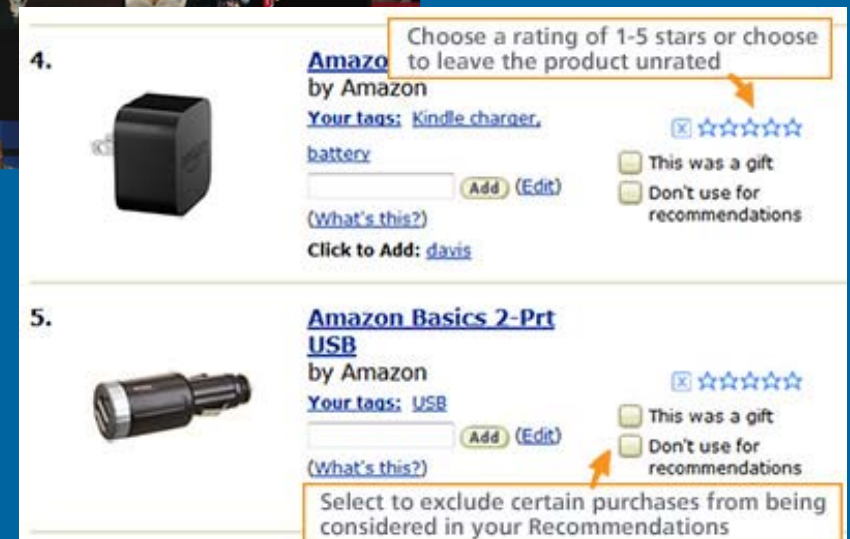 Choose a rating of 1-5 stars or choose
to leave the product unrated
4.
Amazo
by Amazon
Your tags: Kindle charger,
battery
Add (Edit)
(What's this?)
Click to Add: davis
X
This was a gift
Don't use for
recommendations
5.
Amazon Basics 2-Prt
USB
by Amazon
Your tags: USB
Add (Edit)
(What's this?)
X
This was a gift
Don't use for
recommendations
Select to exclude certain purchases from being
considered in your Recommendations